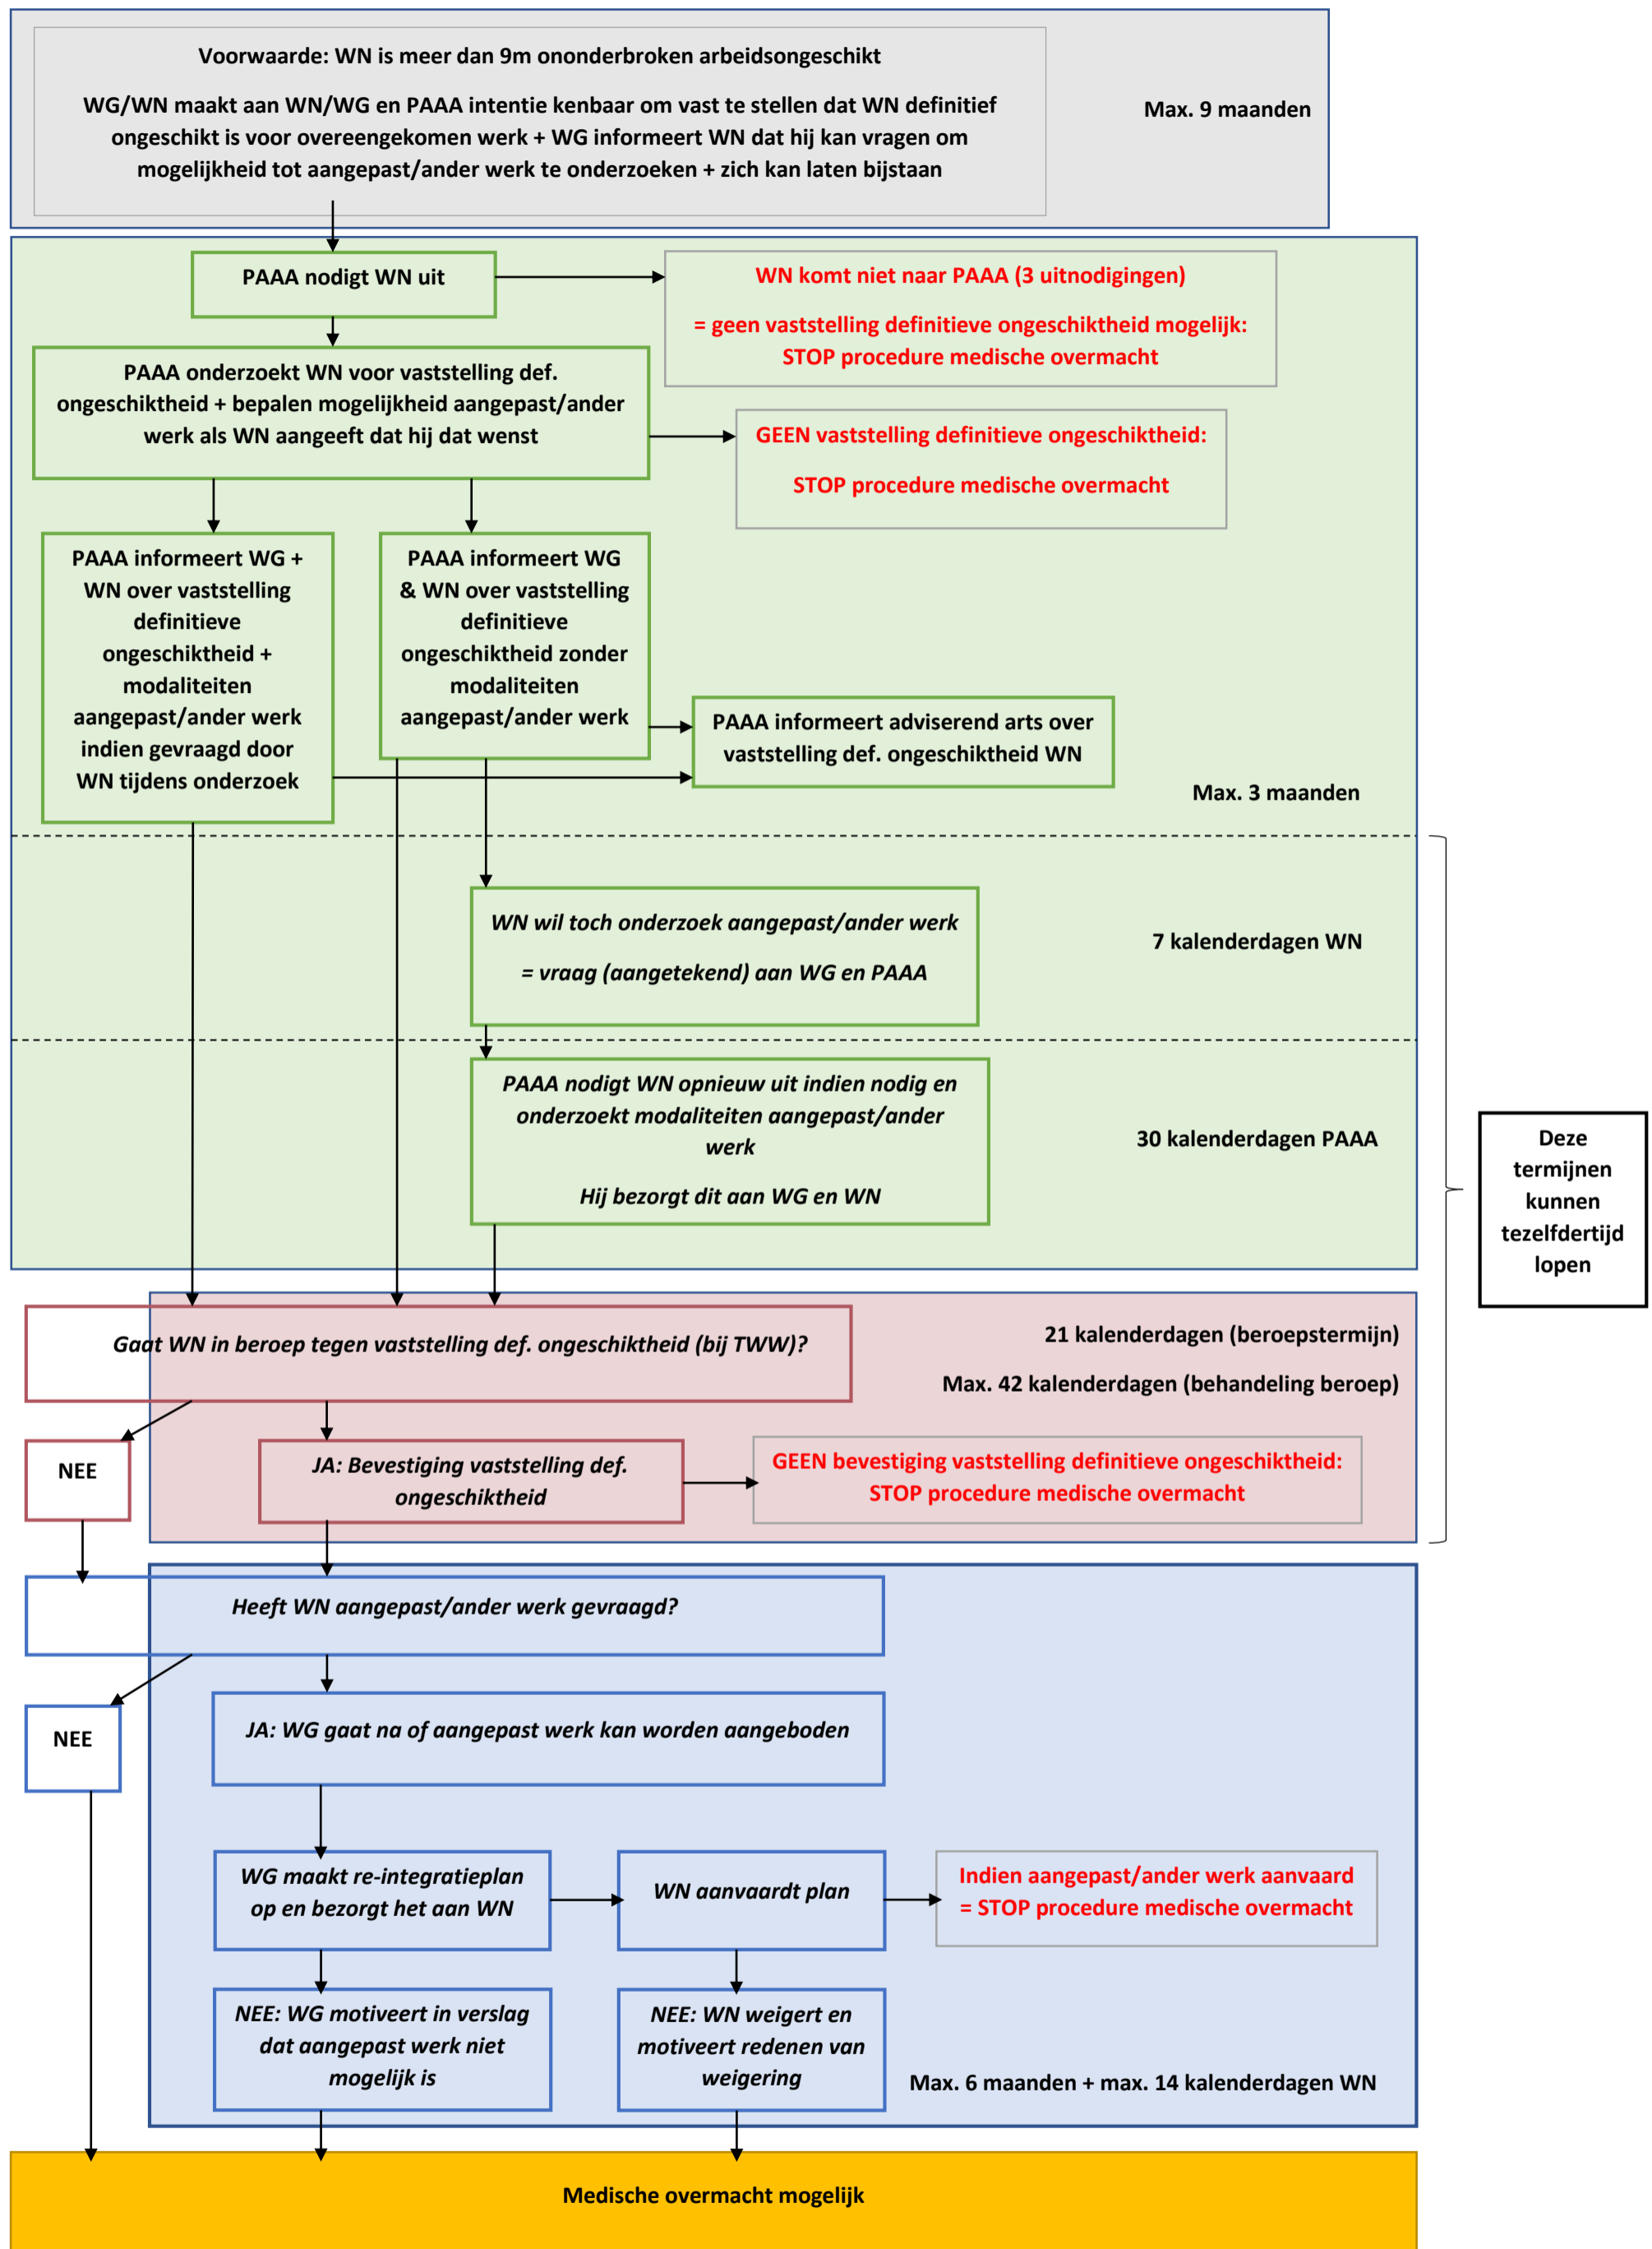 Voorwaarde: WN is meer dan 9m ononderbroken arbeidsongeschikt
WG/WN maakt aan WN/WG en PAAA intentie kenbaar om vast te stellen dat WN definitief
ongeschikt is voor overeengekomen werk + WG informeert WN dat hij kan vragen om
mogelijkheid tot aangepast/ander werk te onderzoeken + zich kan laten bijstaan
Max. 9 maanden
PAAA nodigt WN uit
WN komt niet naar PAAA (3 uitnodigingen)
= geen vaststelling definitieve ongeschiktheid mogelijk:
STOP procedure medische overmacht
PAAA onderzoekt WN voor vaststelling def.
ongeschiktheid + bepalen mogelijkheid aangepast/ander
werk als WN aangeeft dat hij dat wenst
GEEN vaststelling definitieve ongeschiktheid:
STOP procedure medische overmacht
PAAA informeert WG +
WN over vaststelling
definitieve
ongeschiktheid +
modaliteiten
aangepast/ander werk
indien gevraagd door
WN tijdens onderzoek
PAAA informeert WG
& WN over vaststelling
definitieve
ongeschiktheid zonder
modaliteiten
aangepast/ander werk
PAAA informeert adviserend arts over
vaststelling def. ongeschiktheid WN
Max. 3 maanden
WN wil toch onderzoek aangepast/ander werk
= vraag (aangetekend) aan WG en PAAA
7 kalenderdagen WN
PAAA nodigt WN opnieuw uit indien nodig en
onderzoekt modaliteiten aangepast/ander
werk
Hij bezorgt dit aan WG en WN
30 kalenderdagen PAAA
Deze
termijnen
kunnen
tezelfdertijd
lopen
Gaat WN in beroep tegen vaststelling def. ongeschiktheid (bij TWW)?
21 kalenderdagen (beroepstermijn)
Max. 42 kalenderdagen (behandeling beroep)
NEE
JA: Bevestiging vaststelling def.
ongeschiktheid
GEEN bevestiging vaststelling definitieve ongeschiktheid:
STOP procedure medische overmacht
Heeft WN aangepast/ander werk gevraagd?
NEE
JA: WG gaat na of aangepast werk kan worden aangeboden
WG maakt re-integratieplan
op en bezorgt het aan WN
WN aanvaardt plan
Indien aangepast/ander werk aanvaard
= STOP procedure medische overmacht
NEE: WG motiveert in verslag
dat aangepast werk niet
mogelijk is
NEE: WN weigert en
motiveert redenen van
weigering
Max. 6 maanden + max. 14 kalenderdagen WN
Medische overmacht mogelijk